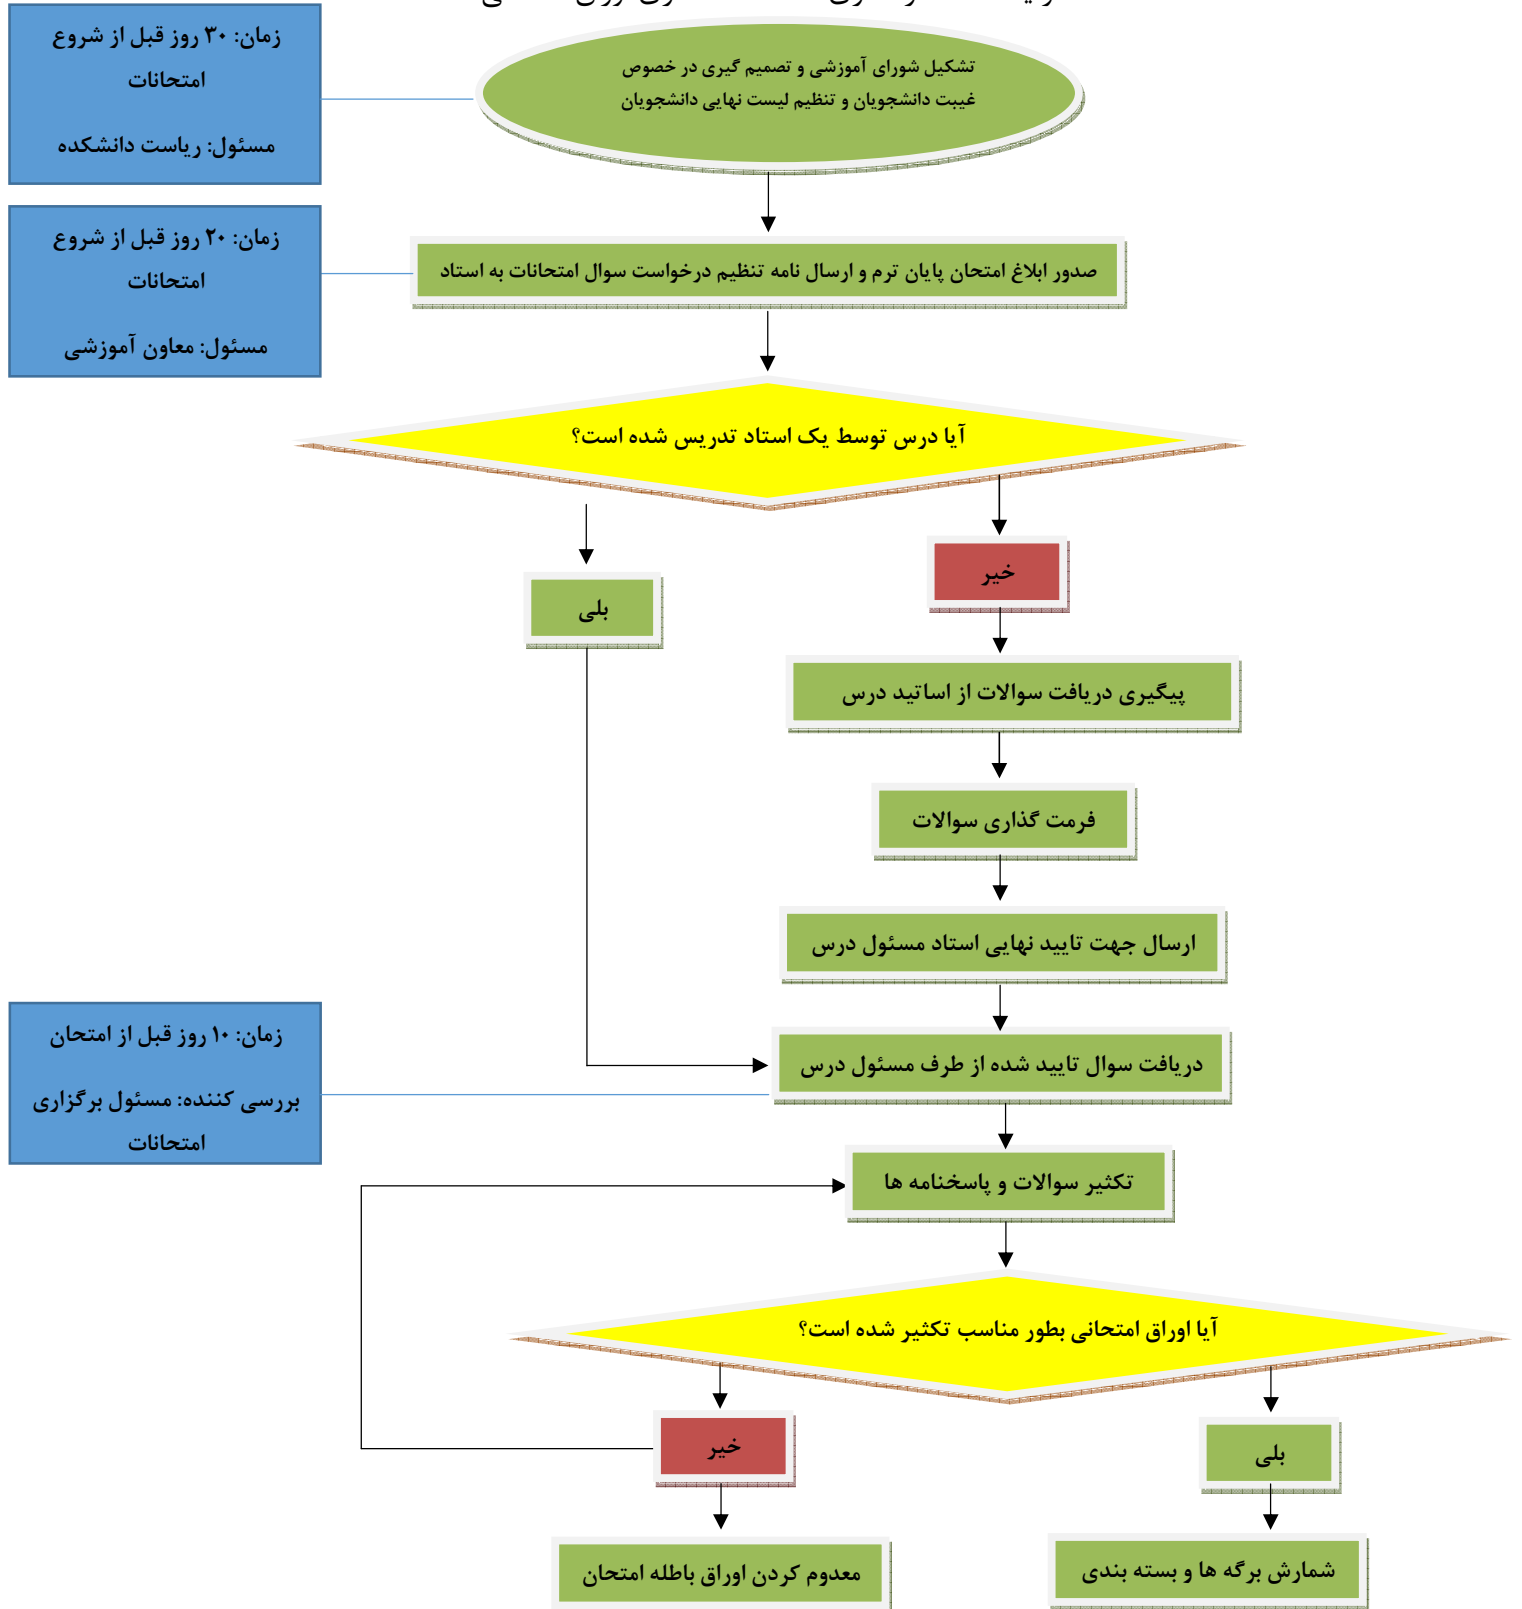 زمان: ۳۰ روز قبل از شروع
امتحانات
مسئول: ریاست دانشکده
تشکیل شورای آموزشی و تصمیم گیری در خصوص
غیبت دانشجویان و تنظیم لیست نهایی دانشجویان
زمان: ۲۰ روز قبل از شروع
امتحانات
مسئول: معاون آموزشی
صدور ابلاغ امتحان پایان ترم و ارسال نامه تنظیم درخواست سوال امتحانات به استاد
آیا درس توسط یک استاد تدریس شده است؟
خیر
بلی
پیگیری دریافت سوالات از اساتید درس
فرمت گذاری سوالات
ارسال جهت تایید نهایی استاد مسئول درس
زمان: ۱۰ روز قبل از امتحان
بررسی کننده: مسئول برگزاری
امتحانات
دریافت سوال تایید شده از طرف مسئول درس
تکثیر سوالات و پاسخنامه ها
آیا اوراق امتحانی بطور مناسب تکثیر شده است؟
خیر
بلی
معدوم کردن اوراق باطله امتحان
شمارش برگه ها و بسته بندی